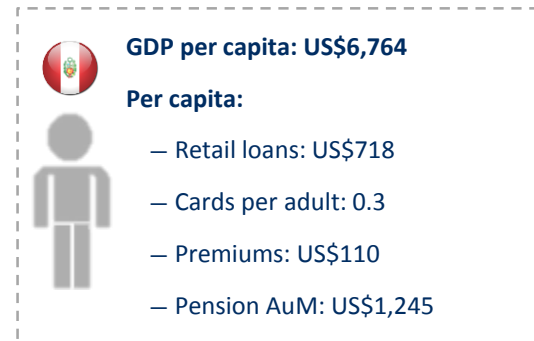 GDP per capita: US$6,764
Per capita:
— Retail loans: US$718
— Cards per adult: 0.3
— Premiums: US$110
— Pension AuM: US$1,245